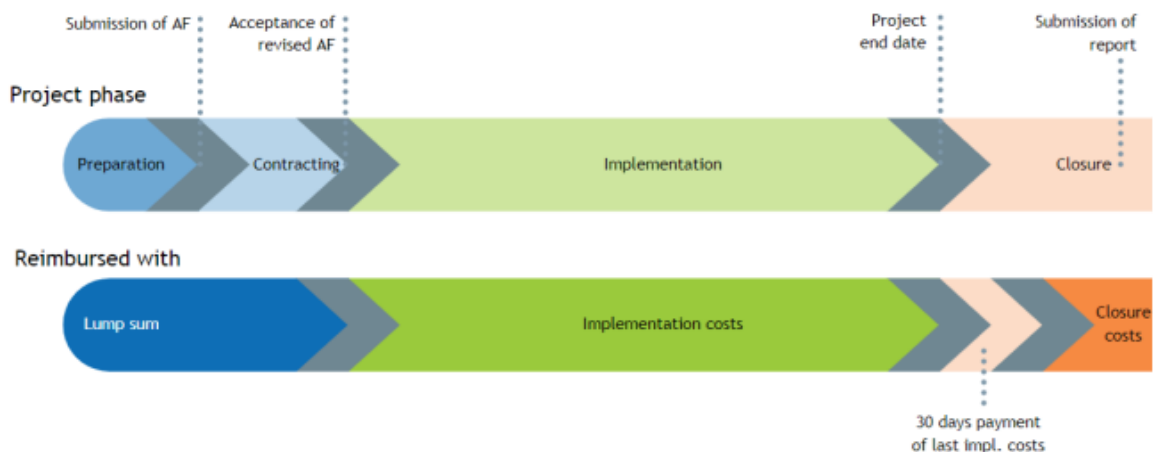 Submission of AF
Acceptance of
revised AF
Project
end date
Submission of
report
Project phase
Preparation
Contracting
Implementation
Closure
Reimbursed with
Lump sum
Implementation costs
Closure
costs
30 days payment
of last impl. costs